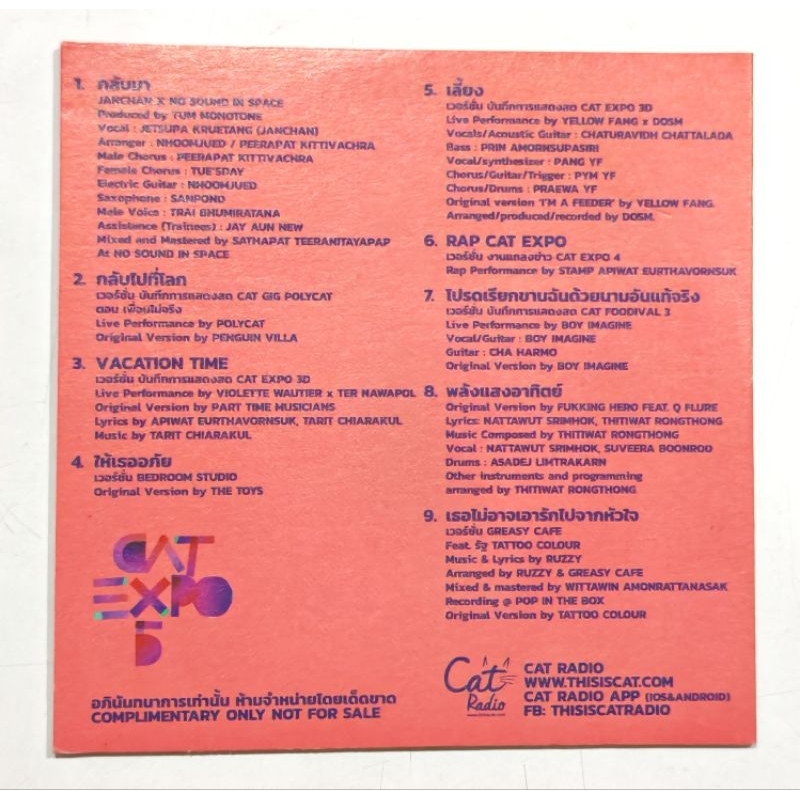 1. กลับมา
JANCHAN X NO SOUND IN SPACE
Produced by TUM MONOTONE
Vocal : JETSUPA KRUETANG (JANCHAN)
Arranger : NHOOMJUED / PEERAPAT KITTIVACHRA
Male Chorus : PEERAPAT KITTIVACHRA
Female Chorus : TUE'SDAY
Electric Guitar : NHOOMJUED
Saxophone : SANPOND
Male Voice : TRAI BHUMIRATANA
Assistance (Trainees) : JAY AUN NEW
Mixed and Mastered by SATHAPAT TEERANITAYAPAP
At NO SOUND IN SPACE
2. กลับไปที่โลก
เวอร์ชั่น บันทึกการแสดงสด CAT GIG POLYCAT
ตอน เพื่อนไม่จริง
Live Performance by POLYCAT
Original Version by PENGUIN VILLA
3. VACATION TIME
เวอร์ชั่น บันทึกการแสดงสด CAT EXPO 3D
Live Performance by VIOLETTE WAUTIER x TER NAWAPOL
Original Version by PART TIME MUSICIANS
Lyrics by APIWAT EURTHAVORNSUK, TARIT CHIARAKUL
Music by TARIT CHIARAKUL
4. ให้เธออภัย
เวอร์ชั่น BEDROOM STUDIO
Original Version by THE TOYS
CAT
EXPO
5
อภินันทนาการเท่านั้น ห้ามจำหน่ายโดยเด็ดขาด
COMPLIMENTARY ONLY NOT FOR SALE
5. เลี้ยง
เวอร์ชั่น บันทึกการแสดงสด CAT EXPO 3D
Live Performance by YELLOW FANG x DOSM
Vocals/Acoustic Guitar : CHATURAVIDH CHATTALADA
Bass : PRIN AMORNSUPASIRI
Vocal/synthesizer : PANG YF
Chorus/Guitar/Trigger : PYM YF
Chorus/Drums : PRAEWA YF
Original version 'I'M A FEEDER' by YELLOW FANG.
Arranged/produced/recorded by DOSM.
6. RAP CAT EXPO
เวอร์ชั่น งานแถลงข่าว CAT EXPO 4
Rap Performance by STAMP APIWAT EURTHAVORNSUK
7. โปรดเรียกขานฉันด้วยนามอันแท้จริง
เวอร์ชั่น บันทึกการแสดงสด CAT FOODIVAL 3
Live Performance by BOY IMAGINE
Vocal/Guitar : BOY IMAGINE
Guitar : CHA HARMO
Original Version by BOY IMAGINE
8. พลังแสงอาทิตย์
Original Version by FUKKING HERO FEAT. Q FLURE
Lyrics: NATTAWUT SRIMHOK, THITIWAT RONGTHONG
Music Composed by THITIWAT RONGTHONG
Vocal : NATTAWUT SRIMHOK, SUVEERA BOONROD
Drums : ASADEJ LIMTRAKARN
Other instruments and programming
arranged by THITIWAT RONGTHONG
9. เธอไม่อาจเอารักไปจากหัวใจ
เวอร์ชั่น GREASY CAFE
Feat. รัฐ TATTOO COLOUR
Music & Lyrics by RUZZY
Arranged by RUZZY & GREASY CAFE
Mixed & mastered by WITTAWIN AMONRATTANASAK
Recording @ POP IN THE BOX
Original Version by TATTOO COLOUR
Cat
Radio
CAT RADIO
WWW.THISISCAT.COM
CAT RADIO APP (IOS&ANDROID)
FB: THISISCATRADIO